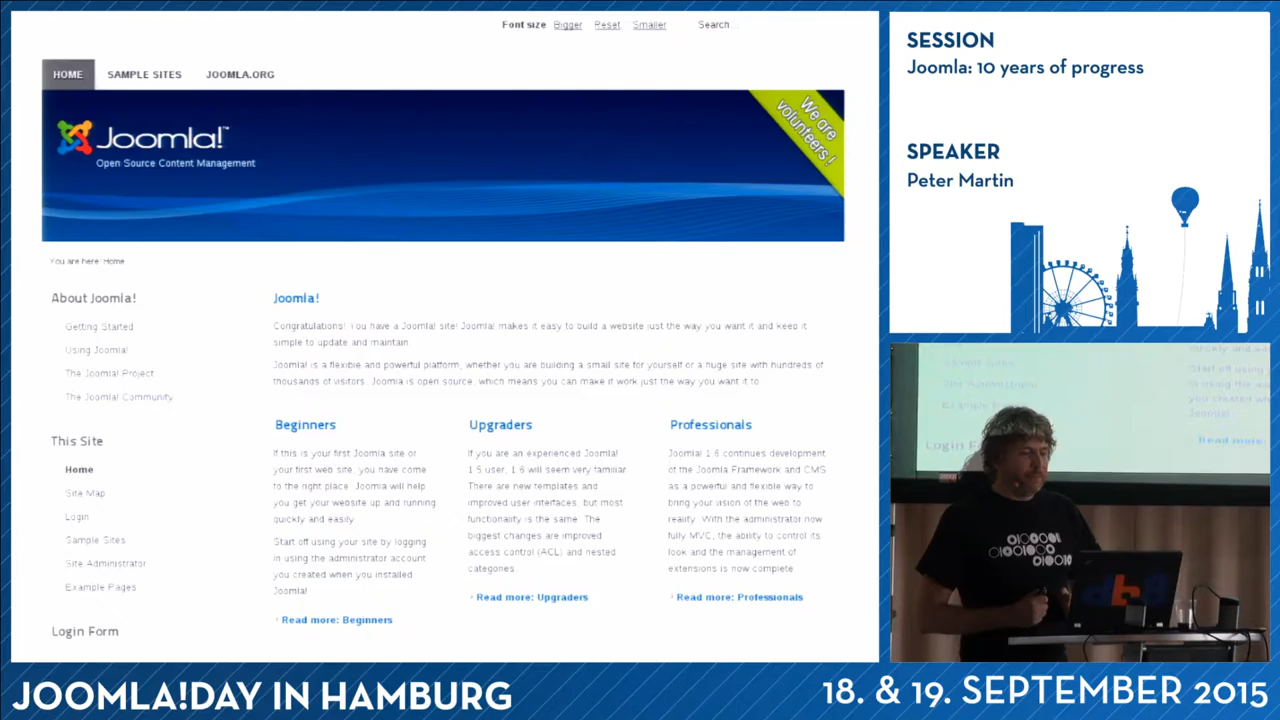 Font size Bigger Reset Smaller Search...
HOME SAMPLE SITES JOOMLA.ORG
Joomla!™
Open Source Content Management
We are
volunteers!
You are here: Home
About Joomla!
Getting Started
Using Joomla!
The Joomla! Project
The Joomla! Community
This Site
Home
Site Map
Login
Sample Sites
Site Administrator
Example Pages
Login Form
Joomla!
Congratulations! You have a Joomla! site! Joomla! makes it easy to build a website just the way you want it and keep it
simple to update and maintain.
Joomla! is a flexible and powerful platform, whether you are building a small site for yourself or a huge site with hundreds of
thousands of visitors. Joomla is open source, which means you can make it work just the way you want it to.
Beginners
If this is your first Joomla site or
your first web site, you have come
to the right place. Joomla will help
you get your website up and running
quickly and easily.
Start off using your site by logging
in using the administrator account
you created when you installed
Joomla!.
Read more: Beginners
Upgraders
If you are an experienced Joomla!
1.5 user, 1.6 will seem very familiar.
There are new templates and
improved user interfaces, but most
functionality is the same. The
biggest changes are improved
access control (ACL) and nested
categories.
Read more: Upgraders
Professionals
Joomla! 1.6 continues development
of the Joomla Framework and CMS
as a powerful and flexible way to
bring your vision of the web to
reality. With the administrator now
fully MVC, the ability to control its
look and the management of
extensions is now complete.
Read more: Professionals
SESSION
Joomla: 10 years of progress
SPEAKER
Peter Martin
quickly and
Start off using
you created
Login
Read more:
db8
JOOMLA!DAY IN HAMBURG
18. & 19. SEPTEMBER 2015